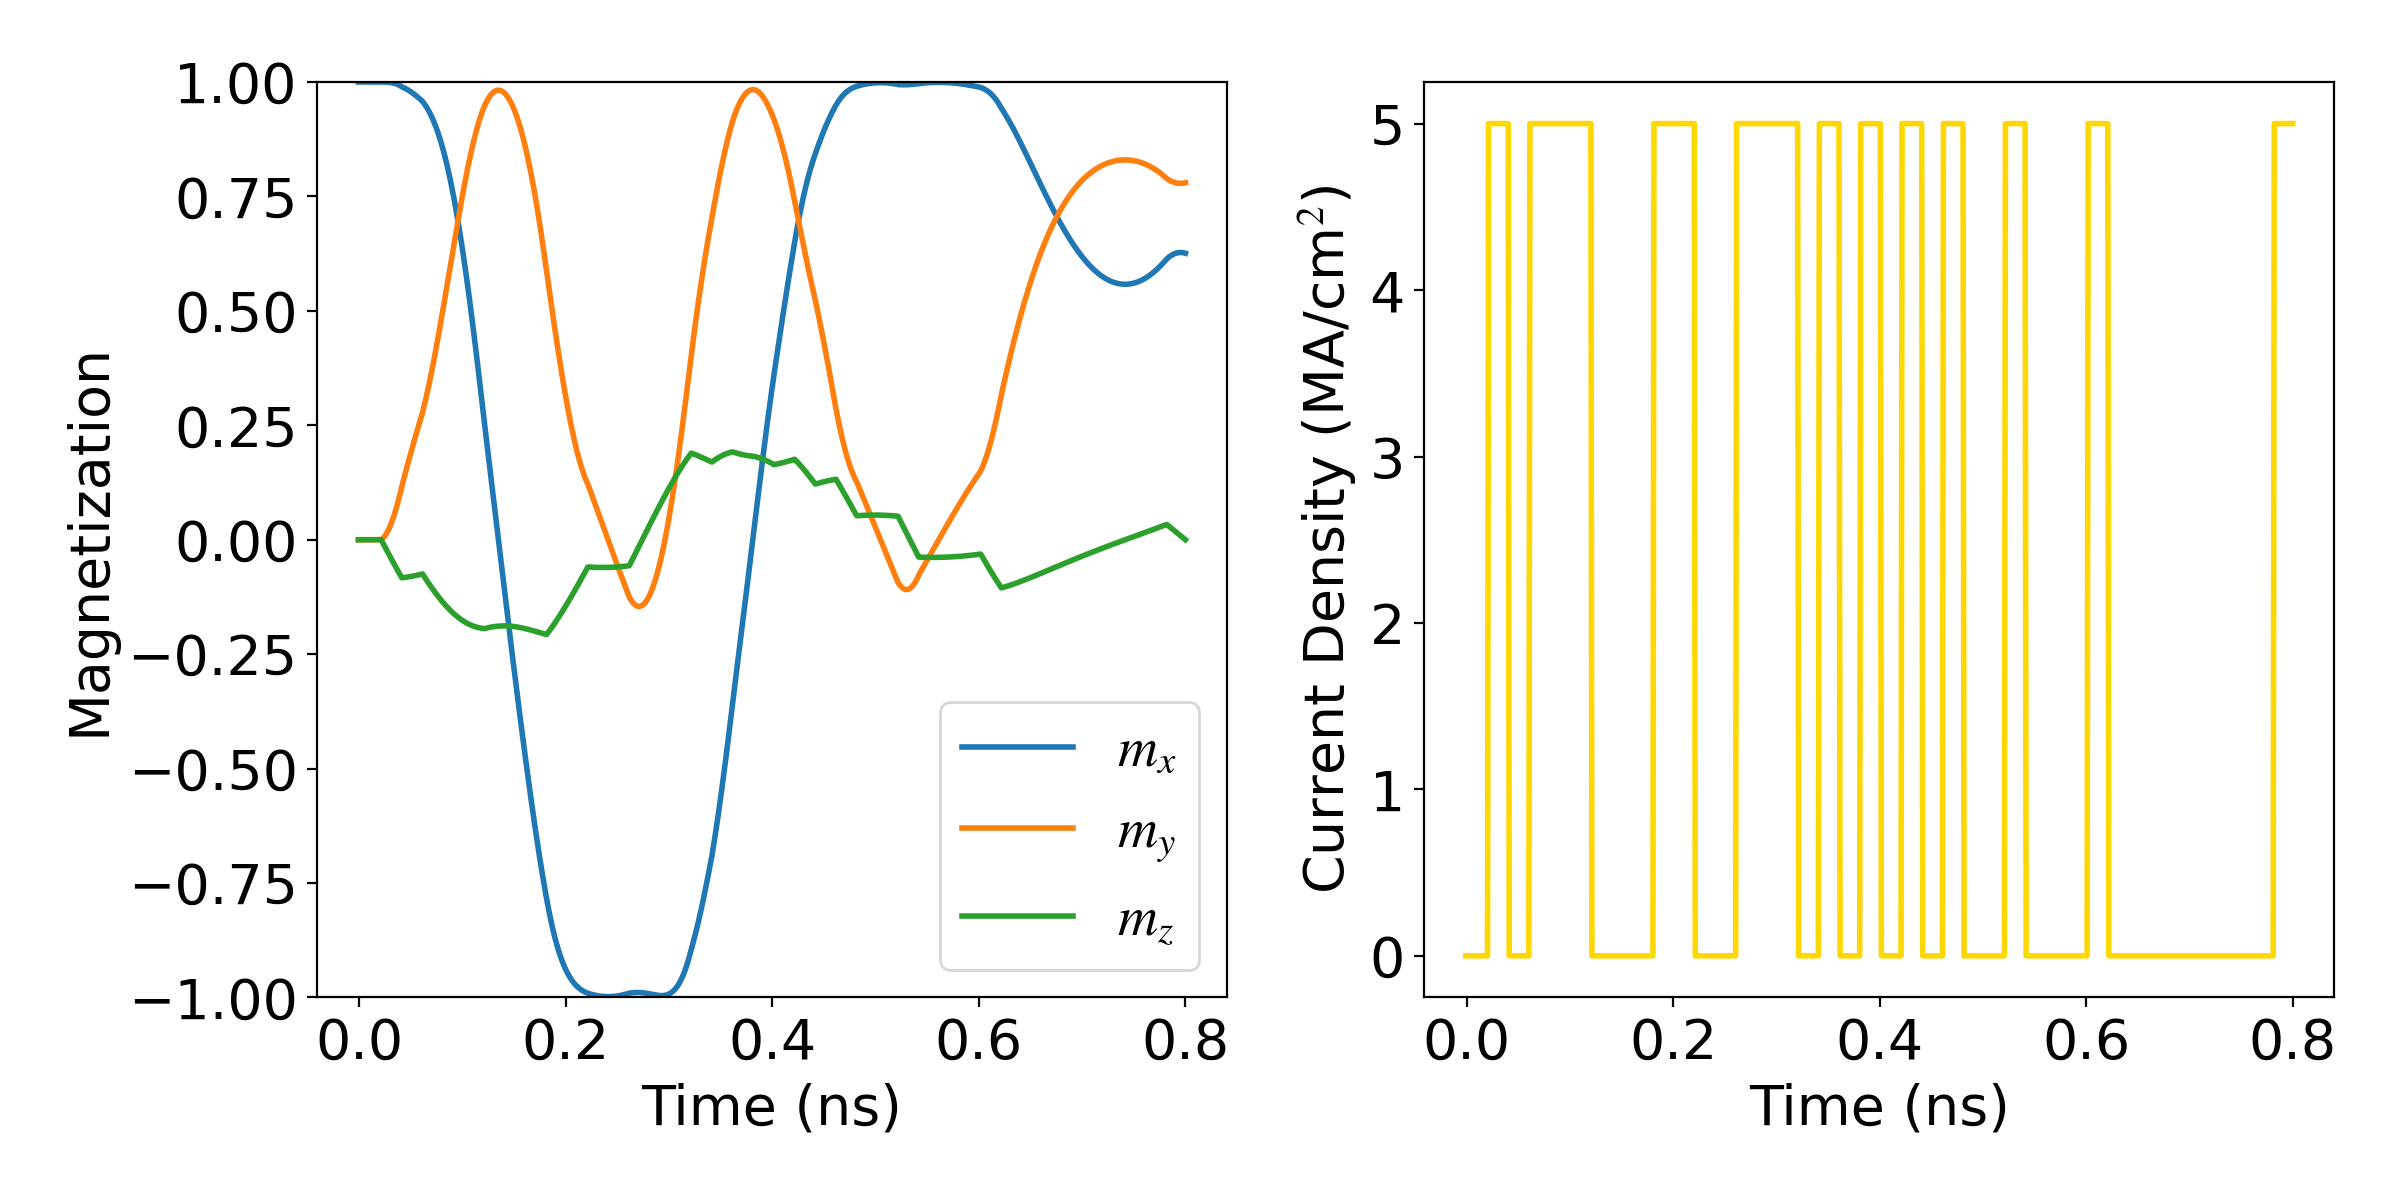 Magnetization
1.00
0.75
0.50
0.25
0.00
−0.25
−0.50
−0.75
−1.00
0.0 0.2 0.4 0.6 0.8
Time (ns)
m_x
m_y
m_z
Current Density (MA/cm²)
5
4
3
2
1
0
0.0 0.2 0.4 0.6 0.8
Time (ns)